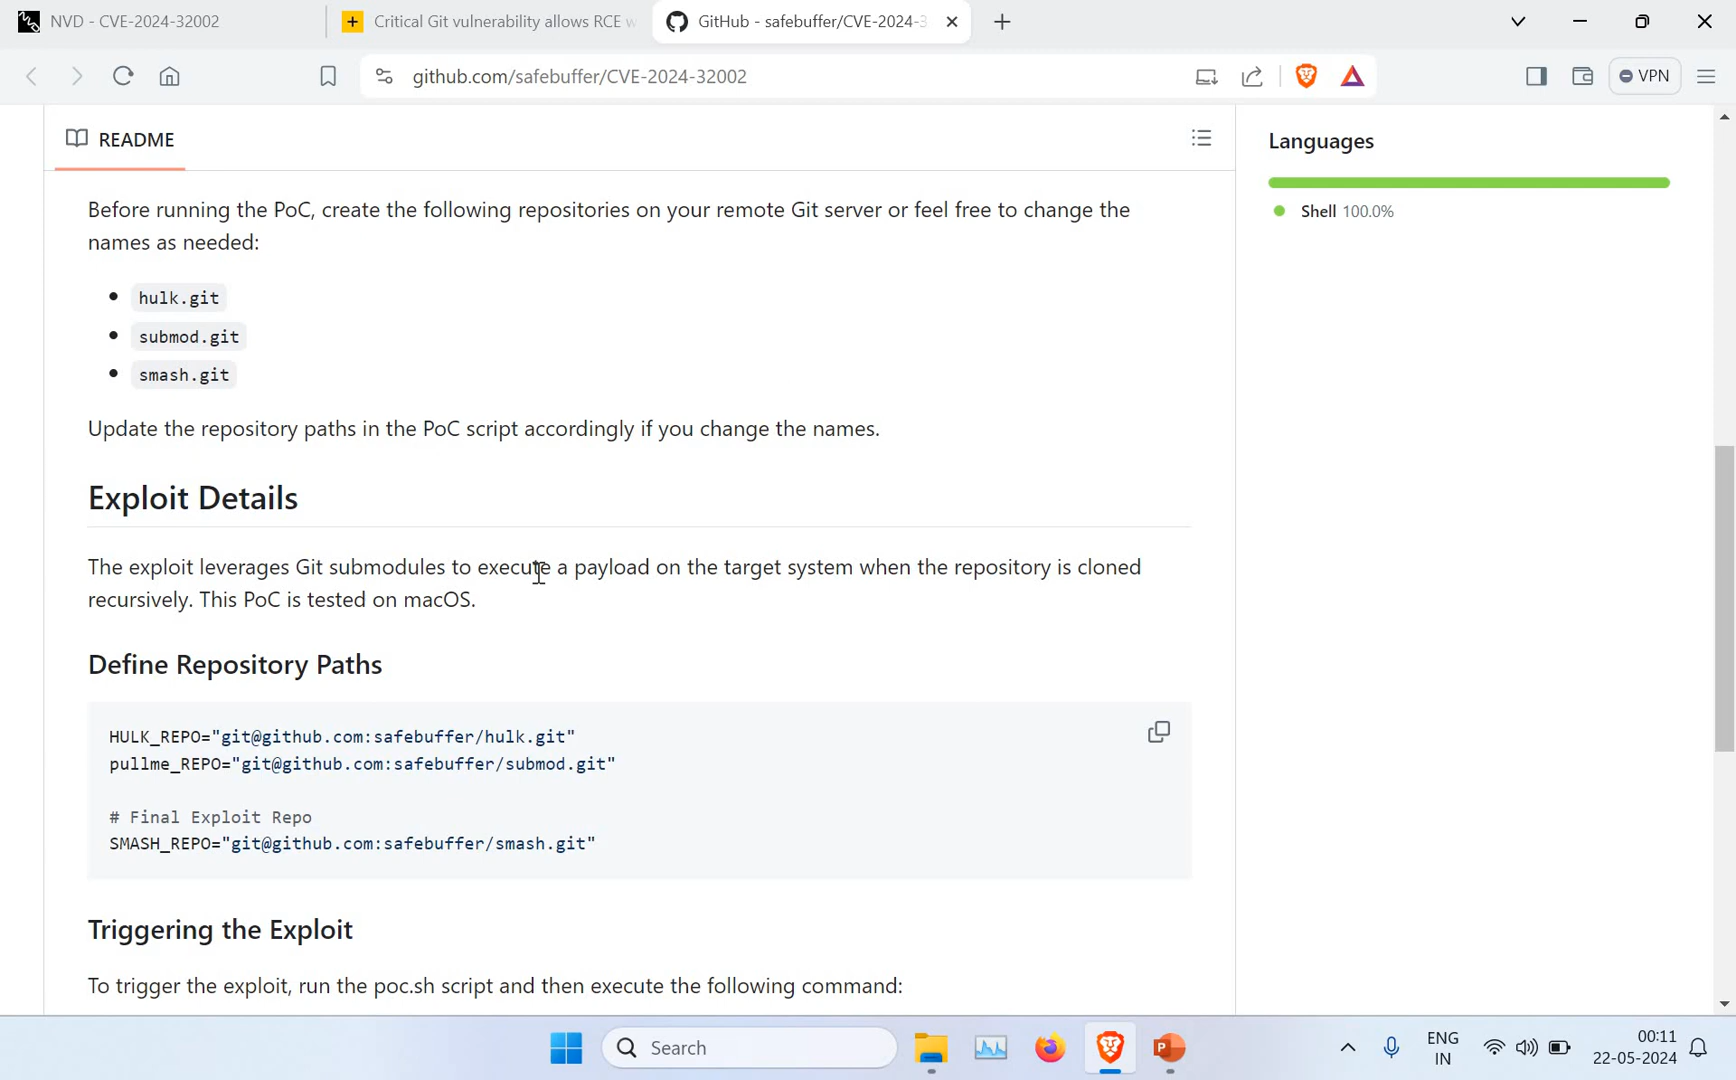 NVD - CVE-2024-32002
Critical Git vulnerability allows RCE w
GitHub - safebuffer/CVE-2024-3
github.com/safebuffer/CVE-2024-32002
VPN
README
Before running the PoC, create the following repositories on your remote Git server or feel free to change the
names as needed:
hulk.git
submod.git
smash.git
Update the repository paths in the PoC script accordingly if you change the names.
Exploit Details
The exploit leverages Git submodules to execute a payload on the target system when the repository is cloned
recursively. This PoC is tested on macOS.
Define Repository Paths
HULK_REPO="git@github.com:safebuffer/hulk.git"
pullme_REPO="git@github.com:safebuffer/submod.git"
# Final Exploit Repo
SMASH_REPO="git@github.com:safebuffer/smash.git"
Triggering the Exploit
To trigger the exploit, run the poc.sh script and then execute the following command:
Languages
Shell 100.0%
Search
P
ENG
IN
00:11
22-05-2024